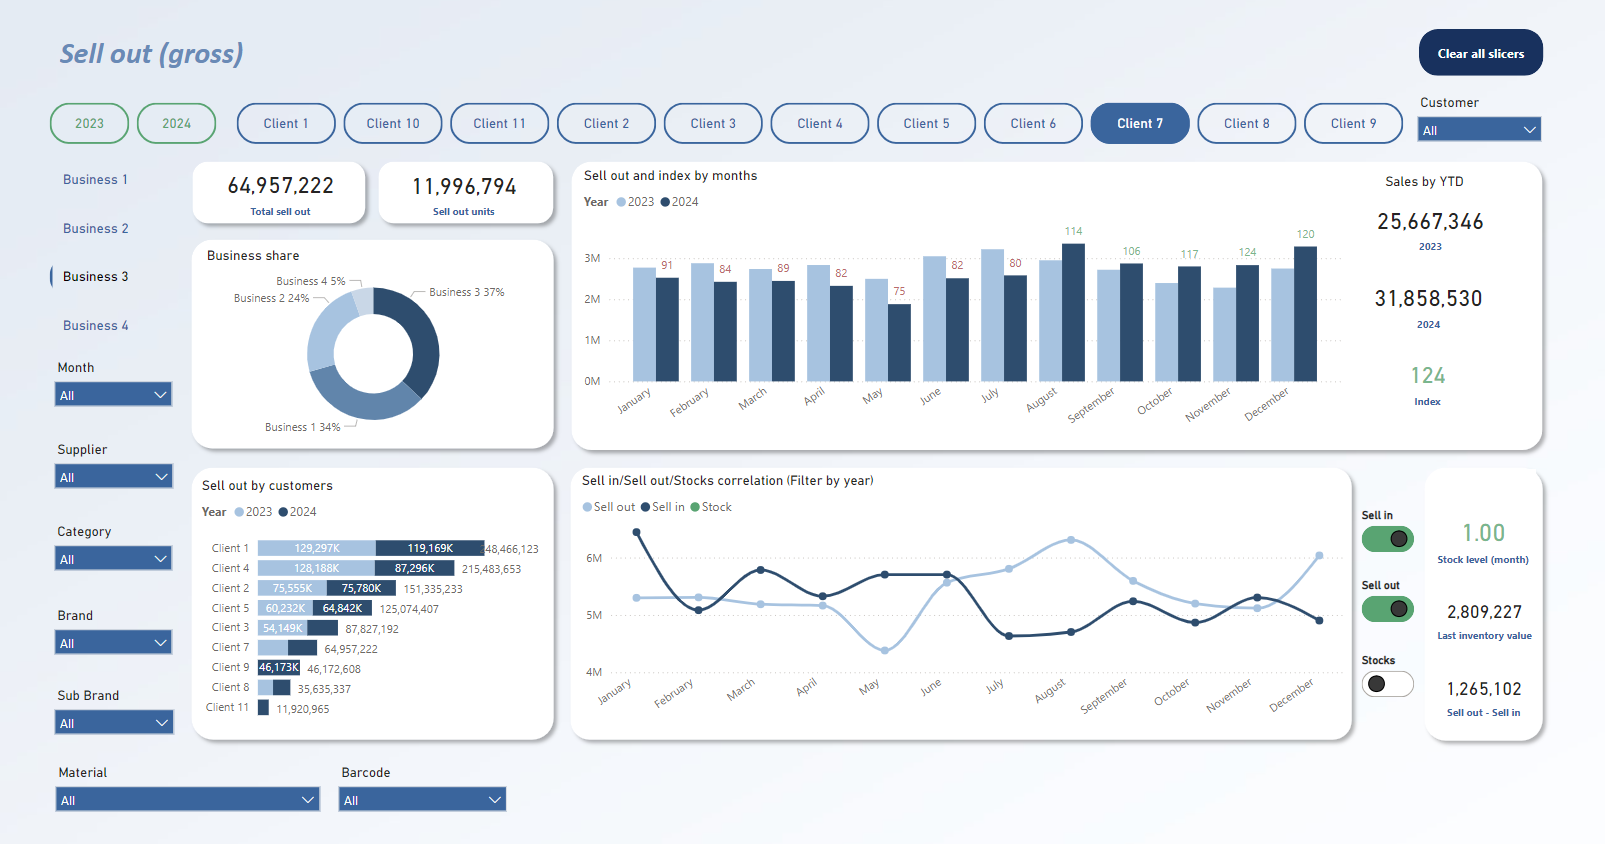 Sell out (gross)
Clear all slicers
2023
2024
Client 1
Client 10
Client 11
Client 2
Client 3
Client 4
Client 5
Client 6
Client 7
Client 8
Client 9
Customer
All
Business 1
Business 2
Business 3
Business 4
Month
All
Supplier
All
Category
All
Brand
All
Sub Brand
All
Material
All
Barcode
All
64,957,222
Total sell out
11,996,794
Sell out units
Business share
Business 4 5%
Business 2 24%
Business 3 37%
Business 1 34%
Sell out and index by months
Year 2023 2024
3M
2M
1M
0M
91
84
89
82
75
82
80
114
106
117
124
120
January
February
March
April
May
June
July
August
September
October
November
December
Sales by YTD
25,667,346
2023
31,858,530
2024
124
Index
Sell out by customers
Year 2023 2024
Client 1 129,297K 119,169K 248,466,123
Client 4 128,188K 87,296K 215,483,653
Client 2 75,555K 75,780K 151,335,233
Client 5 60,232K 64,842K 125,074,407
Client 3 54,149K 87,827,192
Client 7 64,957,222
Client 9 46,173K 46,172,608
Client 8 35,635,337
Client 11 11,920,965
Sell in/Sell out/Stocks correlation (Filter by year)
Sell out Sell in Stock
6M
5M
4M
January
February
March
April
May
June
July
August
September
October
November
December
Sell in
Sell out
Stocks
1.00
Stock level (month)
2,809,227
Last inventory value
1,265,102
Sell out - Sell in